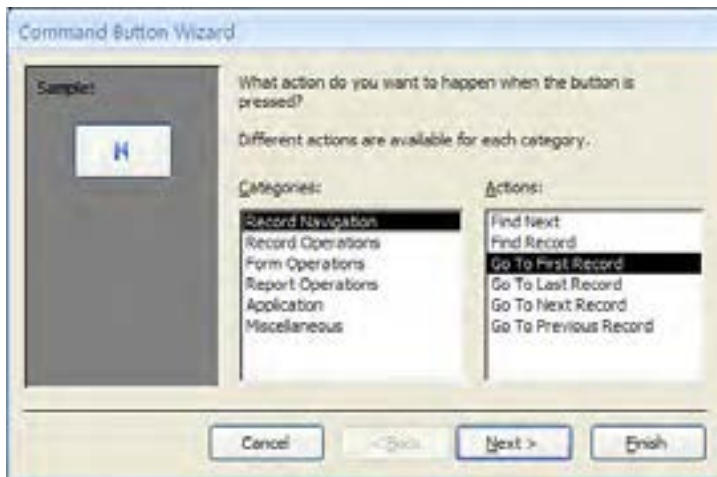 Command Button Wizard
Sample:
What action do you want to happen when the button is
pressed?
Different actions are available for each category.
Categories:
Actions:
Record Navigation
Record Operations
Form Operations
Report Operations
Application
Miscellaneous
Find Next
Find Record
Go To First Record
Go To Last Record
Go To Next Record
Go To Previous Record
Cancel
< Back
Next >
Finish